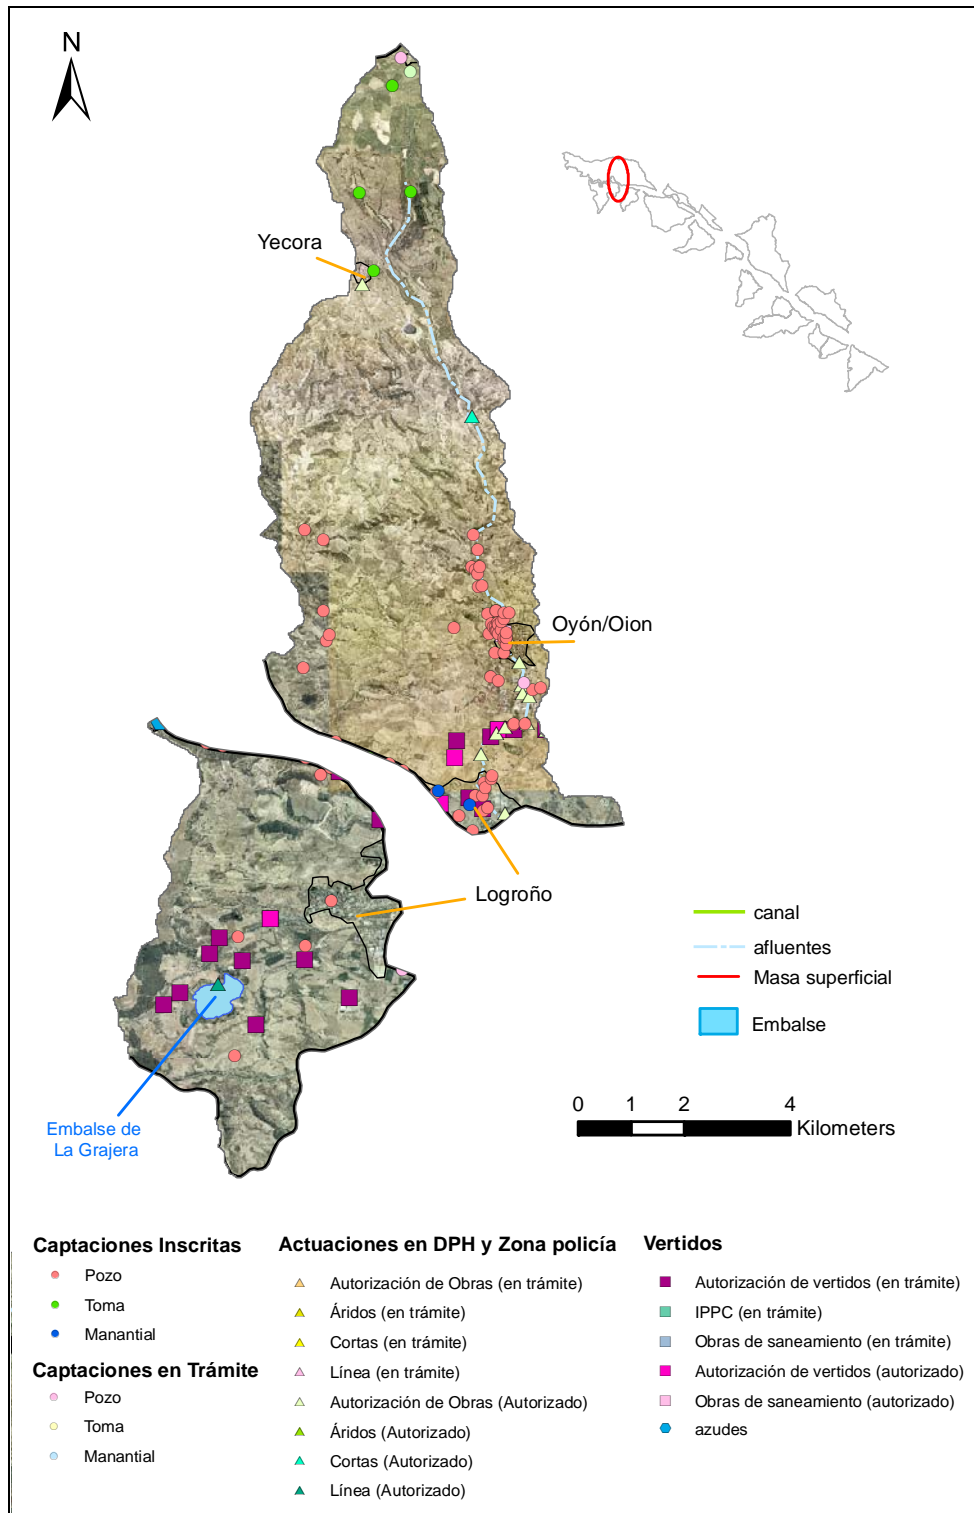 N
Yecora
Oyón/Oion
Logroño
canal
afluentes
Masa superficial
Embalse
0 1 2 4
Kilometers
Embalse de
La Grajera
Captaciones Inscritas
Pozo
Toma
Manantial
Captaciones en Trámite
Pozo
Toma
Manantial
Actuaciones en DPH y Zona policía
Autorización de Obras (en trámite)
Áridos (en trámite)
Cortas (en trámite)
Línea (en trámite)
Autorización de Obras (Autorizado)
Áridos (Autorizado)
Cortas (Autorizado)
Línea (Autorizado)
Vertidos
Autorización de vertidos (en trámite)
IPPC (en trámite)
Obras de saneamiento (en trámite)
Autorización de vertidos (autorizado)
Obras de saneamiento (autorizado)
azudes